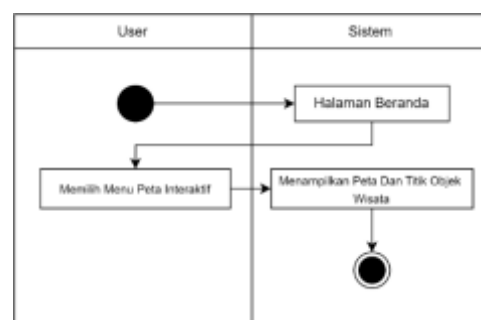 User
Sistem
Halaman Beranda
Memilih Menu Peta Interaktif
Menampilkan Peta Dan Titik Objek
Wisata